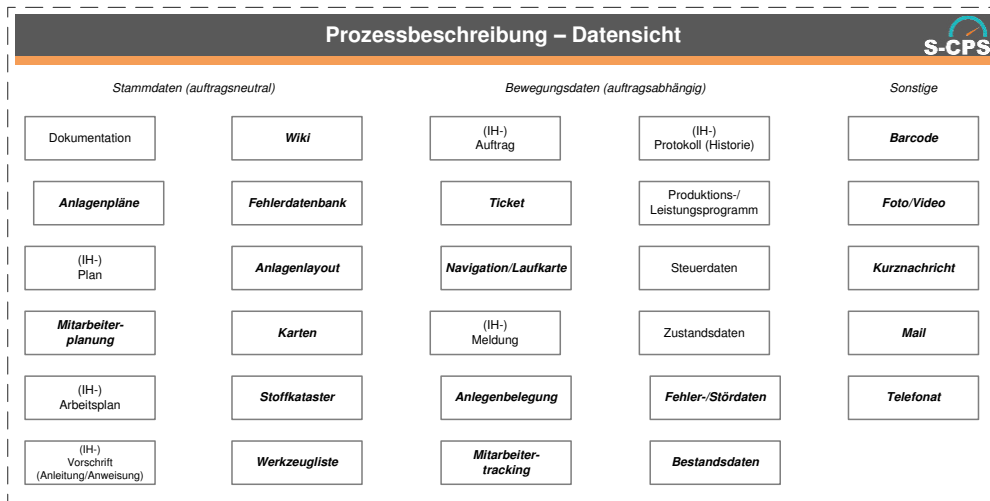 Prozessbeschreibung – Datensicht
S-CPS
Stammdaten (auftragsneutral)
Bewegungsdaten (auftragsabhängig)
Sonstige
Dokumentation
Wiki
(IH-)
Auftrag
(IH-)
Protokoll (Historie)
Barcode
Anlagenpläne
Fehlerdatenbank
Ticket
Produktions-/
Leistungsprogramm
Foto/Video
(IH-)
Plan
Anlagenlayout
Navigation/Laufkarte
Steuerdaten
Kurznachricht
Mitarbeiter-
planung
Karten
(IH-)
Meldung
Zustandsdaten
Mail
(IH-)
Arbeitsplan
Stoffkataster
Anlegenbelegung
Fehler-/Stördaten
Telefonat
(IH-)
Vorschrift
(Anleitung/Anweisung)
Werkzeugliste
Mitarbeiter-
tracking
Bestandsdaten